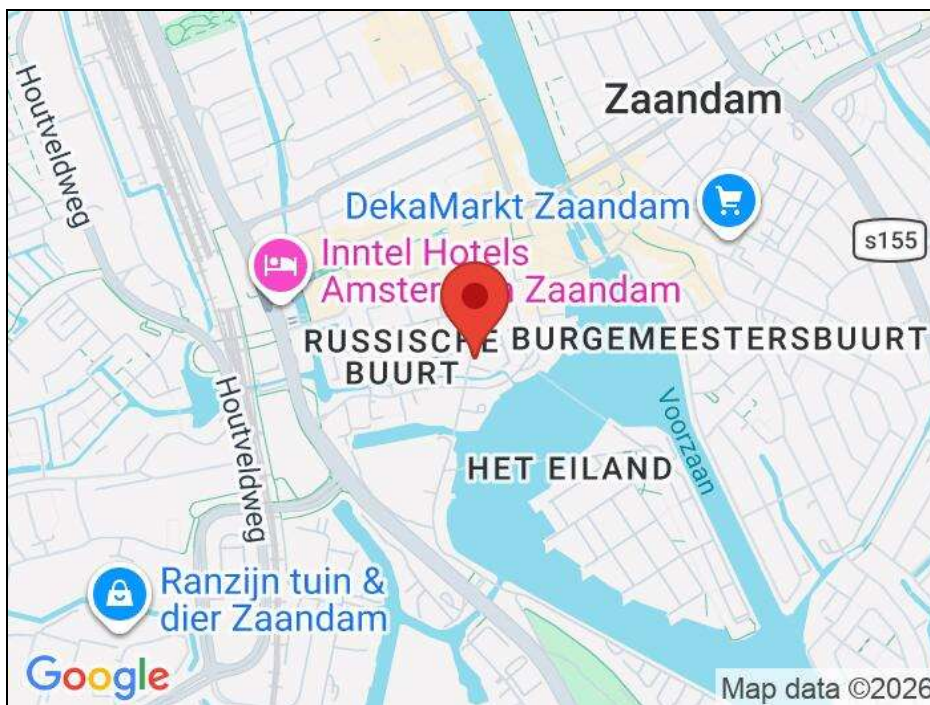 Houtveldweg
Zaandam
DekaMarkt Zaandam
s155
Inntel Hotels
Zaandam
RUSSISCHE
BUURT
BURGEMEESTERSBUURT
Houtveldweg
Voorzaan
HET EILAND
Ranzijn tuin &
dier Zaandam
Google
Map data ©2026